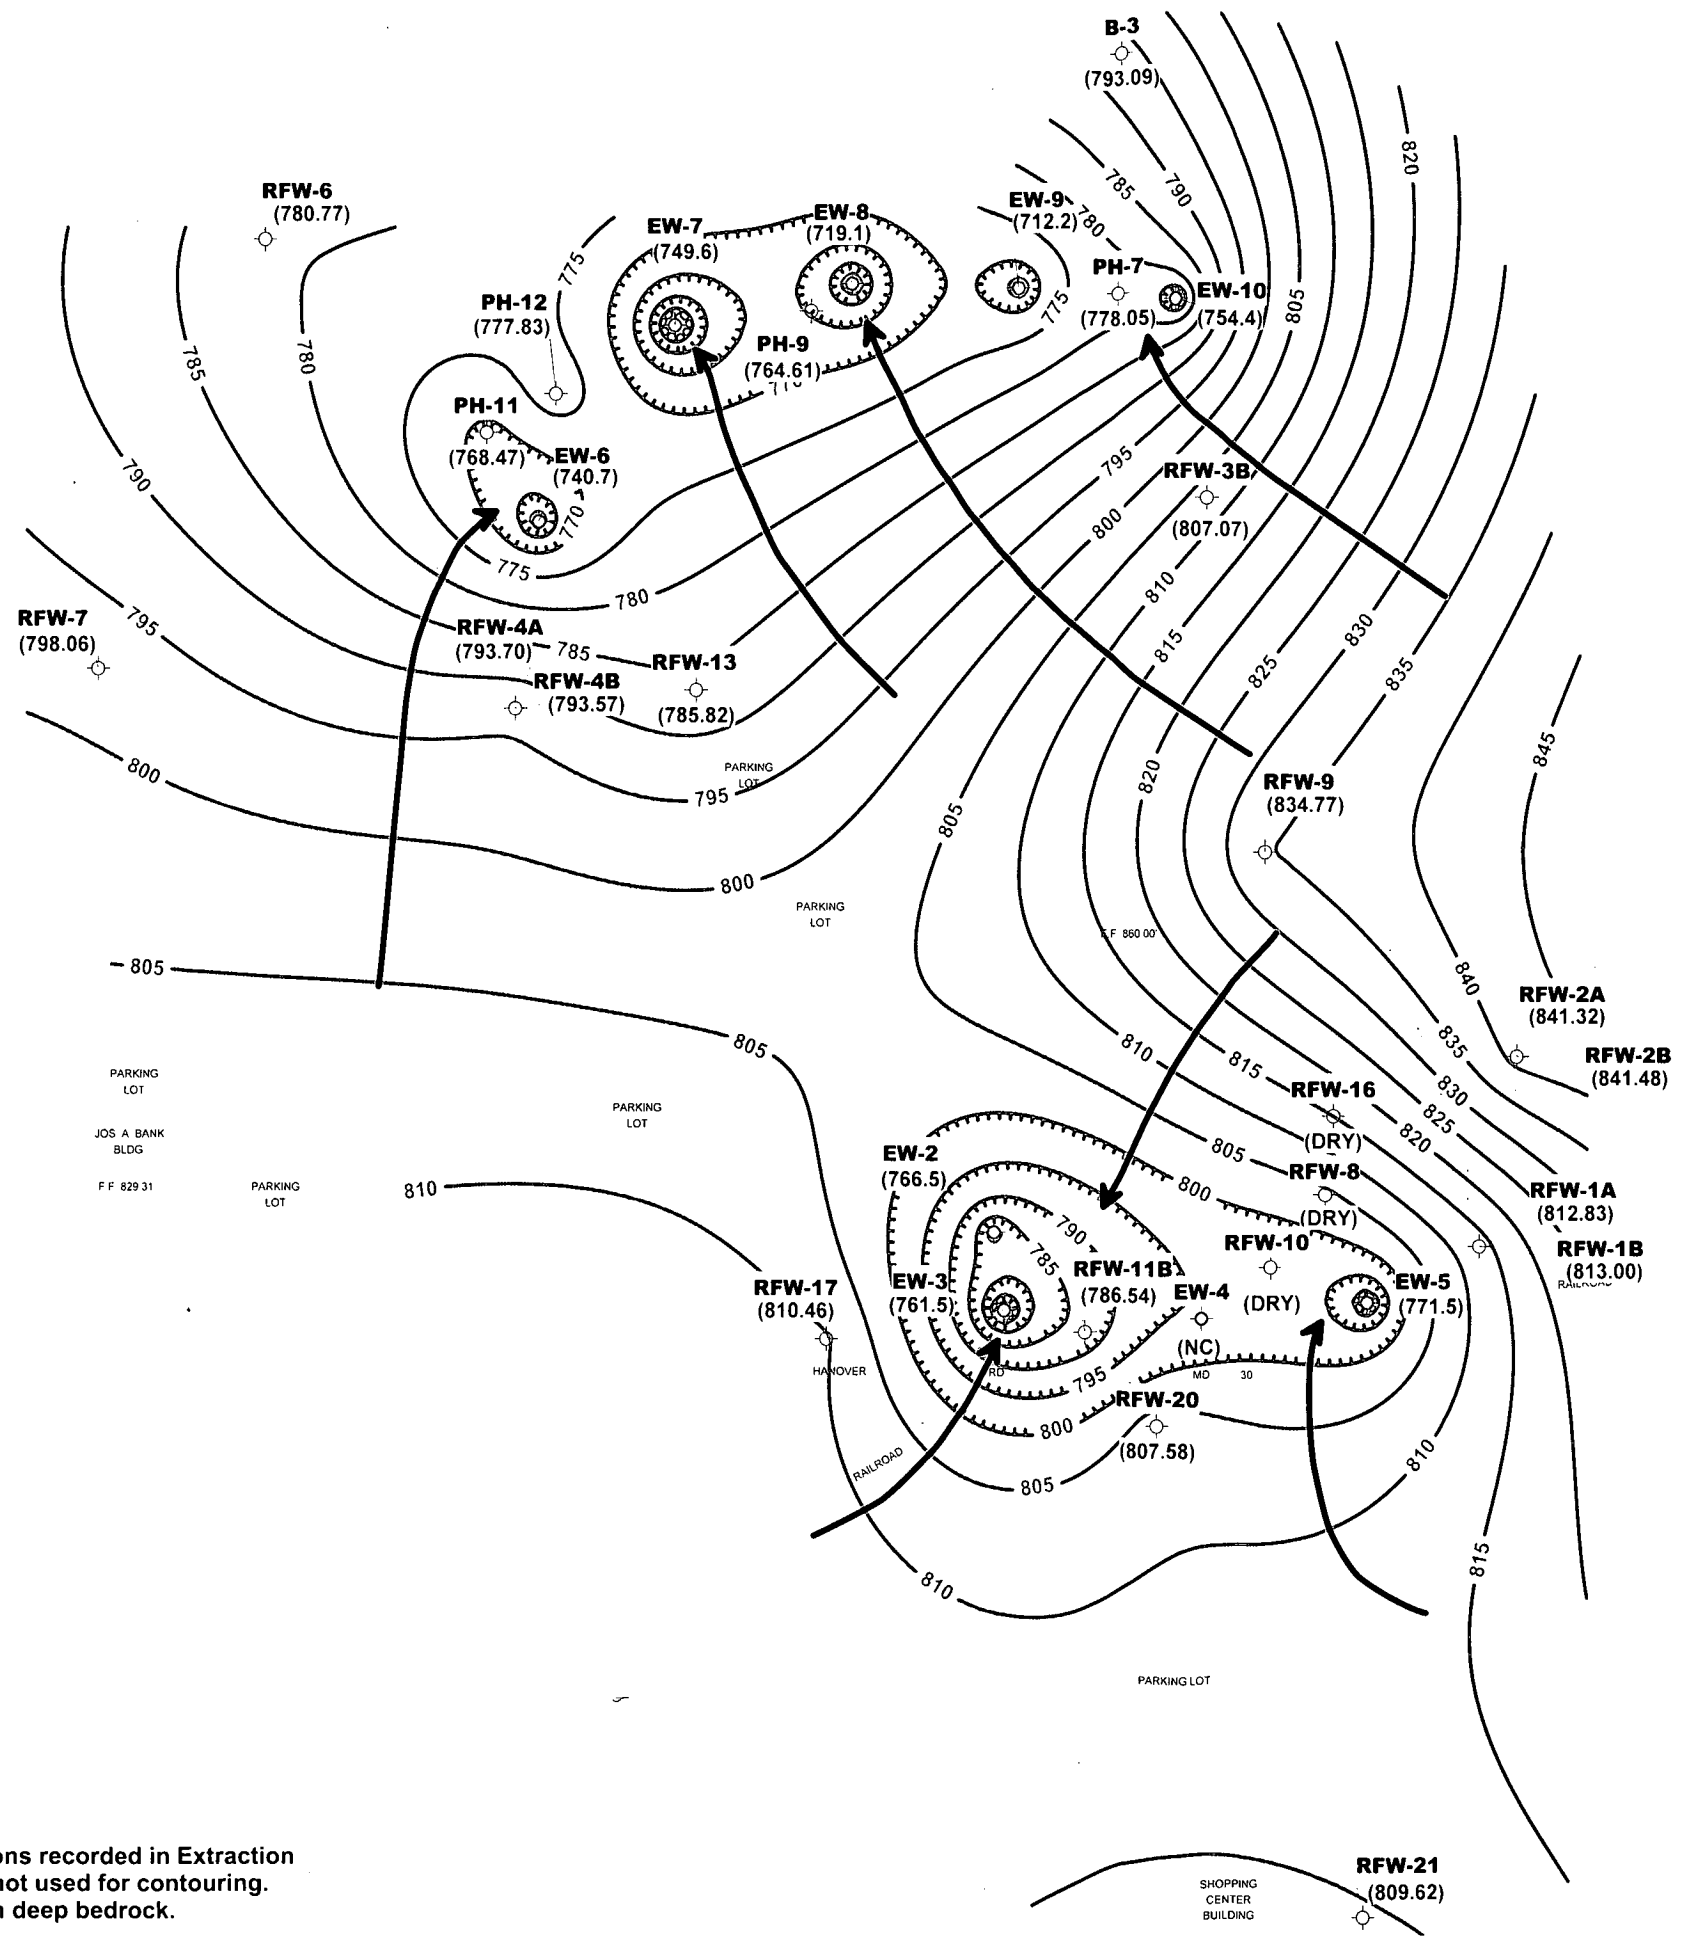 B-3
(793.09)
820
785
790
RFW-6
(780.77)
EW-9
(712.2)
780
EW-8
(719.1)
EW-7
(749.6)
775
PH-7
(778.05)
EW-10
(754.4)
805
775
PH-12
(777.83)
785
780
PH-9
(764.61)
770
PH-11
(768.47)
EW-6
(740.7)
770
775
790
795
RFW-3B
(807.07)
800
810
780
830
RFW-7
(798.06)
795
RFW-4A
(793.70)
785
RFW-13
(785.82)
RFW-4B
(793.57)
815
825
835
845
800
PARKING
LOT
795
820
RFW-9
(834.77)
805
800
PARKING
LOT
F F 860 00'
805
840
RFW-2A
(841.32)
835
805
810
RFW-2B
(841.48)
815
830
825
820
PARKING
LOT
PARKING
LOT
JOS A BANK
BLDG
F F 829 31
PARKING
LOT
RFW-16
(DRY)
805
EW-2
(766.5)
RFW-8
(DRY)
800
810
RFW-1A
(812.83)
790
785
RFW-10
(DRY)
RFW-1B
(813.00)
RAILROAD
RFW-17
(810.46)
EW-3
(761.5)
RFW-11B
(786.54)
EW-4
(NC)
EW-5
(771.5)
HANOVER
RD
MD
30
795
RFW-20
(807.58)
800
RAILROAD
805
810
810
815
PARKING LOT
ons recorded in Extraction
not used for contouring.
n deep bedrock.
SHOPPING
CENTER
BUILDING
RFW-21
(809.62)